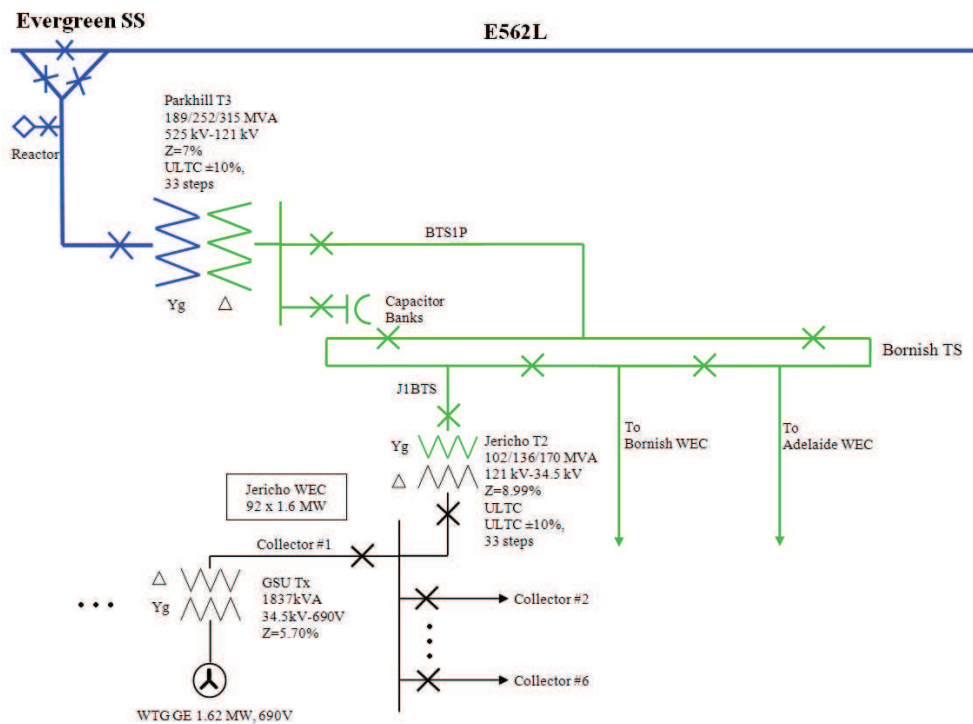 Evergreen SS
E562L
Parkhill T3
189/252/315 MVA
525 kV-121 kV
Z=7%
ULTC ±10%,
33 steps
Reactor
Yg
△
BTS1P
Capacitor
Banks
Bornish TS
J1BTS
To
Bornish WEC
To
Adelaide WEC
Yg
△
Jericho T2
102/136/170 MVA
121 kV-34.5 kV
Z=8.99%
ULTC
ULTC ±10%,
33 steps
Jericho WEC
92 x 1.6 MW
Collector #1
△
Yg
GSU Tx
1837kVA
34.5kV-690V
Z=5.70%
Collector #2
Collector #6
WTG GE 1.62 MW, 690V